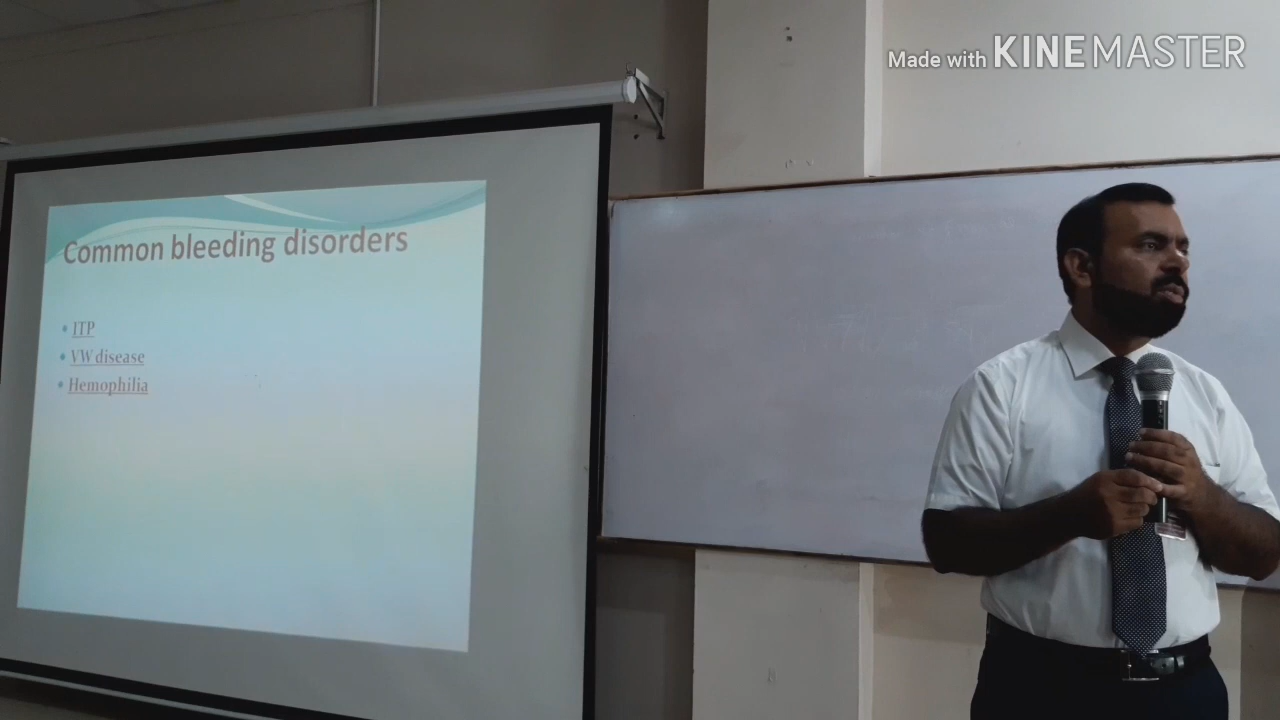 Made with KINEMASTER
Common bleeding disorders
• ITP
• VW disease
• Hemophilia